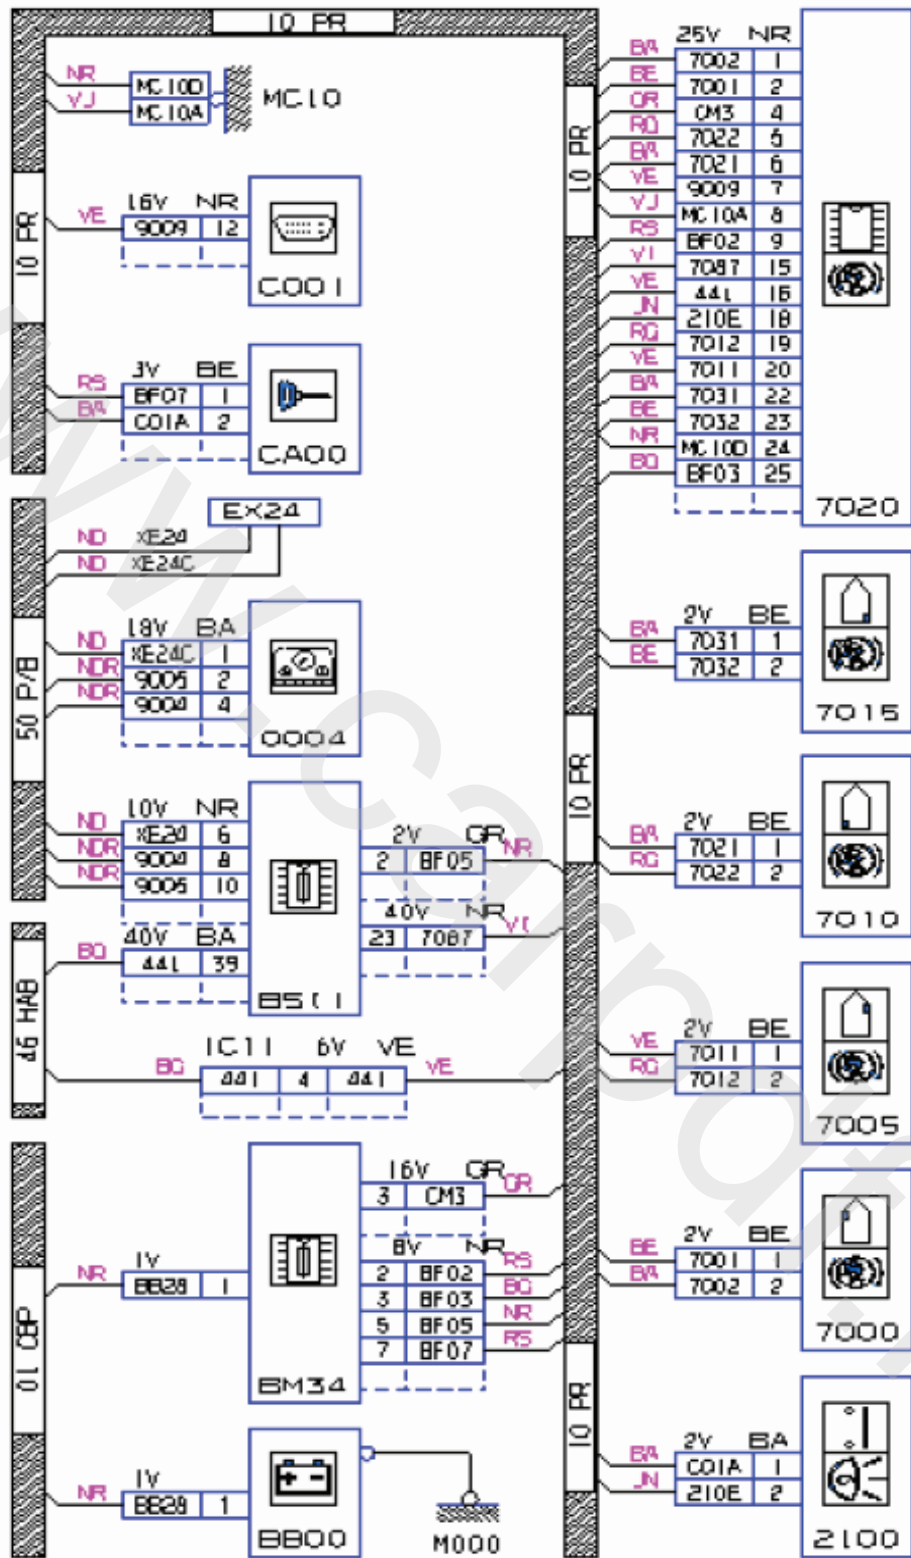 10 PR
NR MC10D
VJ MC10A
MC10
10 PR
16V NR
VE 9009 12
C001
3V BE
RS BF07 1
BA C01A 2
CA00
EX24
ND XE24
ND XE24C
50 P/B
18V BA
ND XE24C 1
NDR 9005 2
NDR 9004 4
0004
10V NR
ND XE24 6
NDR 9004 8
NDR 9005 10
2V GR
2 BF05 NR
40V NR
23 7087 VI
46 HAB
40V BA
BG 441 39
BSI1
1C11 6V VE
BG 441 4 441 VE
01 CBP
16V GR
3 CM3 GR
1V
NR BB28 1
8V NR
2 BF02 RS
3 BF03 BG
5 BF05 NR
7 BF07 RS
BM34
1V
NR BB28 1
BB00
M000
10 PR
25V NR
BA 7002 1
BE 7001 2
GR CM3 4
RG 7022 5
BA 7021 6
VE 9009 7
VJ MC10A 8
RS BF02 9
VI 7087 15
VE 441 16
JN 210E 18
RG 7012 19
VE 7011 20
BA 7031 22
BE 7032 23
NR MC10D 24
BG BF03 25
7020
2V BE
BA 7031 1
BE 7032 2
7015
10 PR
2V BE
BA 7021 1
RG 7022 2
7010
2V BE
VE 7011 1
RG 7012 2
7005
2V BE
BE 7001 1
BA 7002 2
7000
10 PR
2V BA
BA C01A 1
JN 210E 2
2100